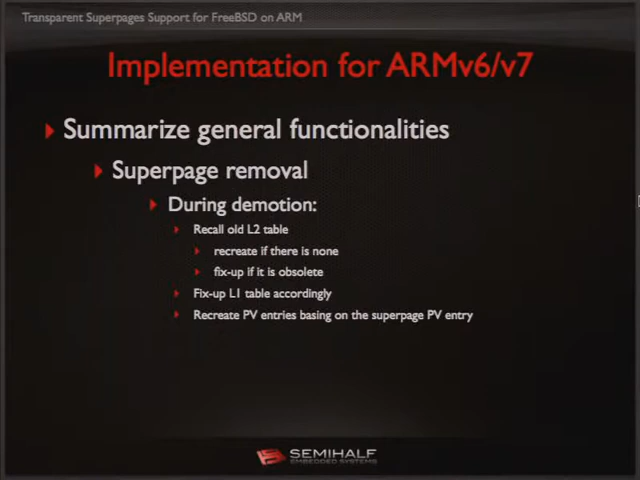 Transparent Superpages Support for FreeBSD on ARM
Implementation for ARMv6/v7
Summarize general functionalities
Superpage removal
During demotion:
Recall old L2 table
recreate if there is none
fix-up if it is obsolete
Fix-up L1 table accordingly
Recreate PV entries basing on the superpage PV entry
SEMIHALF
EMBEDDED SYSTEMS